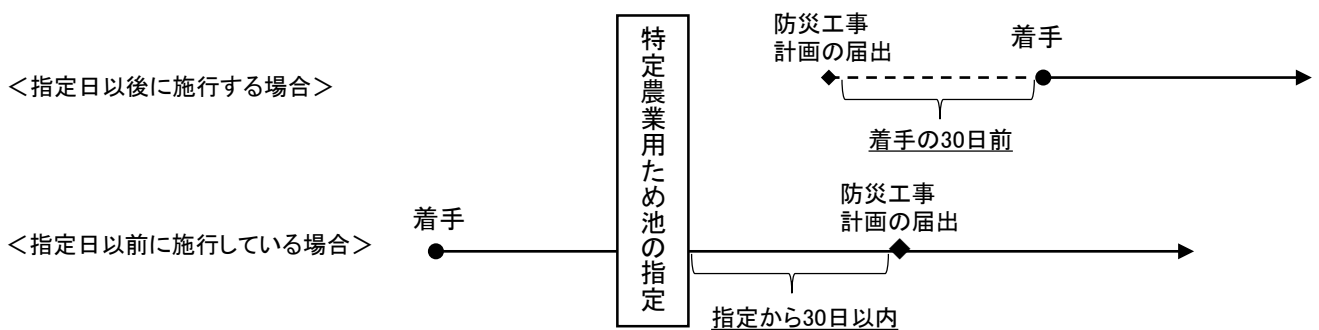 特定農業用ため池の指定
＜指定日以後に施行する場合＞
防災工事
計画の届出
着手
着手の30日前
＜指定日以前に施行している場合＞
着手
防災工事
計画の届出
指定から30日以内